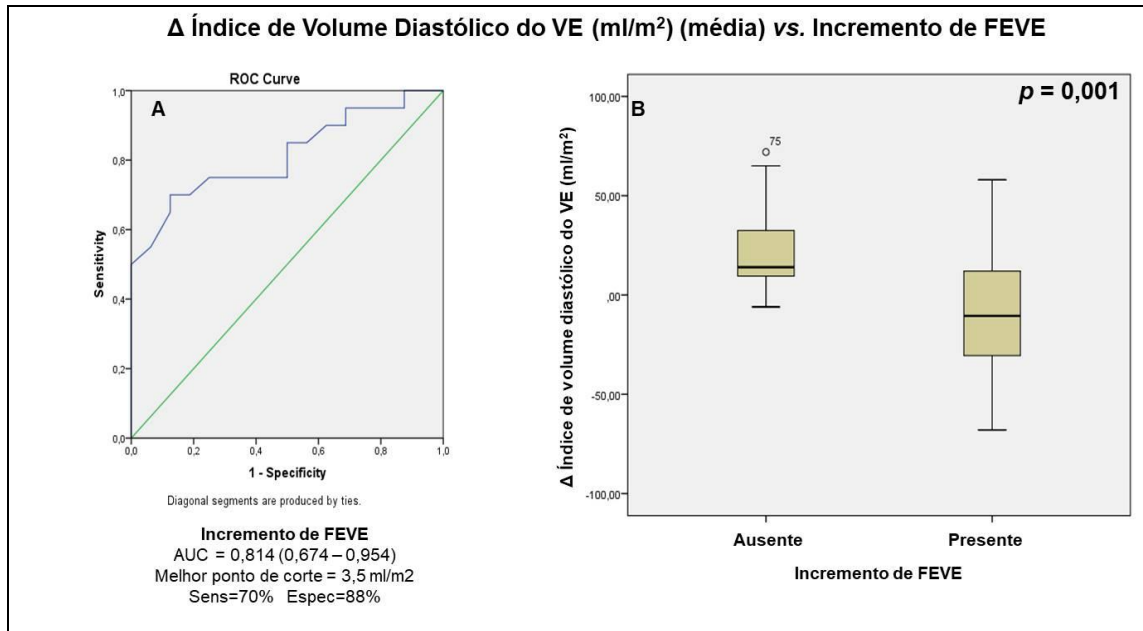 Δ Índice de Volume Diastólico do VE (ml/m²) (média) vs. Incremento de FEVE
ROC Curve
A
1,0
0,8
0,6
0,4
0,2
0,0
Sensitivity
0,0 0,2 0,4 0,6 0,8 1,0
1 - Specificity
Diagonal segments are produced by ties.
Incremento de FEVE
AUC = 0,814 (0,674 – 0,954)
Melhor ponto de corte = 3,5 ml/m2
Sens=70% Espec=88%
B
p = 0,001
Δ Índice de volume diastólico do VE (ml/m²)
100,00
50,00
,00
-50,00
-100,00
75
Ausente Presente
Incremento de FEVE